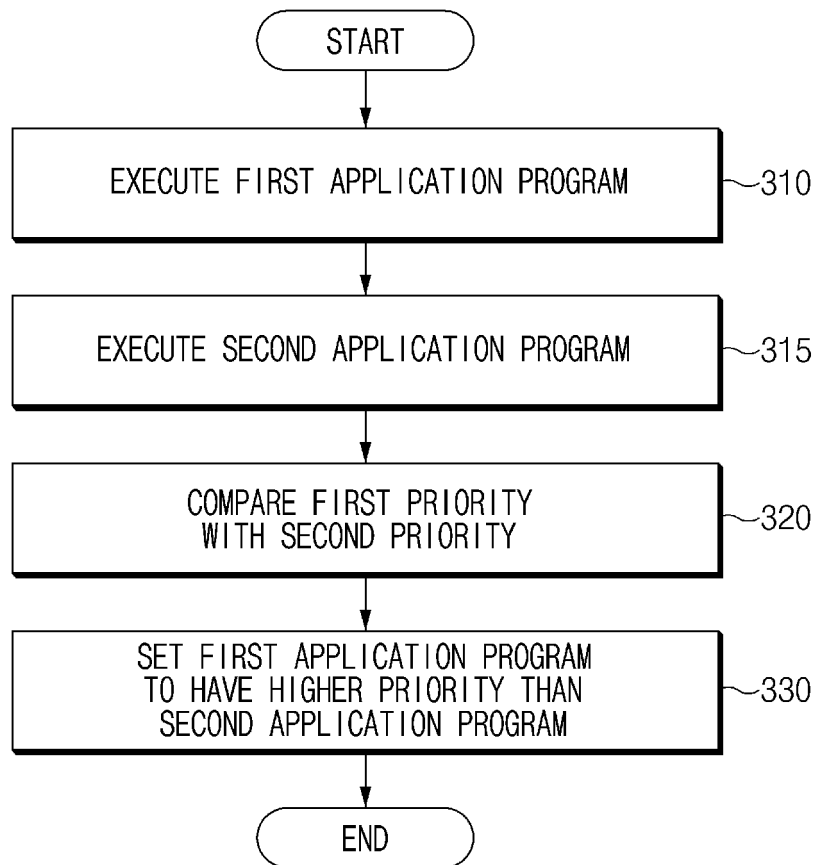 START
EXECUTE FIRST APPLICATION PROGRAM
310
EXECUTE SECOND APPLICATION PROGRAM
315
COMPARE FIRST PRIORITY
WITH SECOND PRIORITY
320
SET FIRST APPLICATION PROGRAM
TO HAVE HIGHER PRIORITY THAN
SECOND APPLICATION PROGRAM
330
END